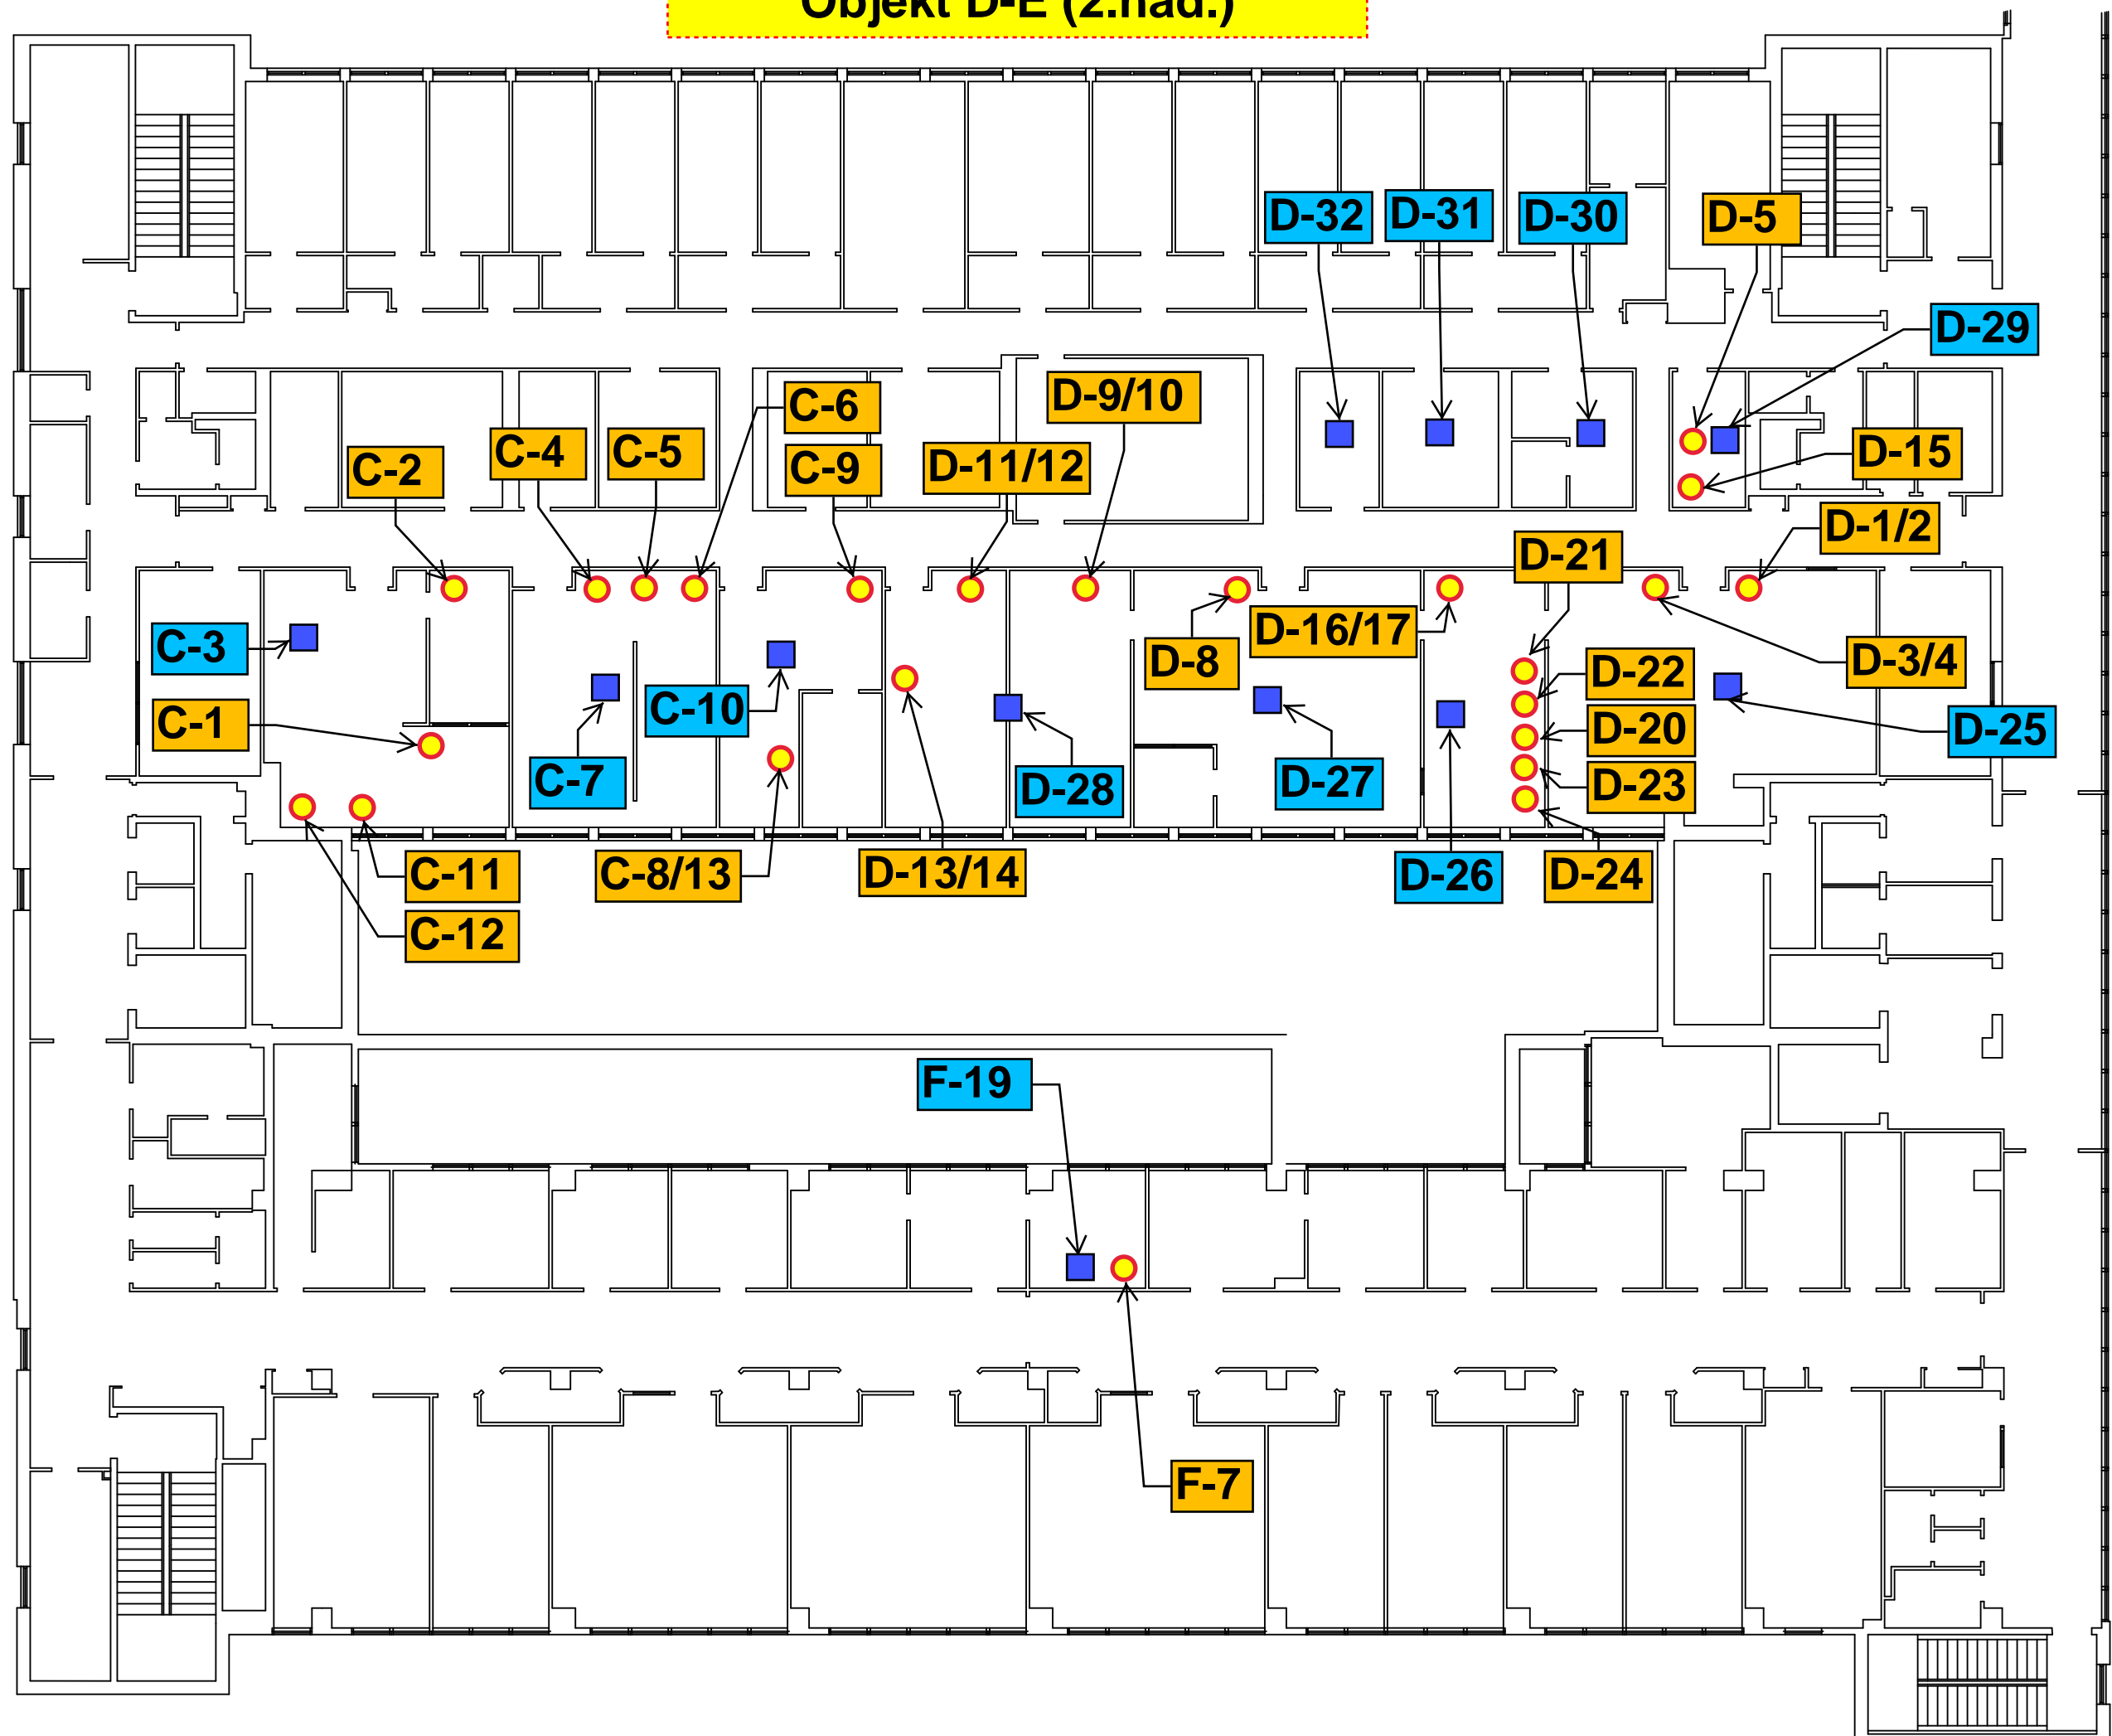 Objekt D-E (2.nad.)
D-32
D-31
D-30
D-5
D-29
C-6
D-9/10
C-2
C-4
C-5
C-9
D-11/12
D-15
D-1/2
D-21
C-3
D-16/17
D-8
D-3/4
D-22
C-1
C-10
D-20
D-25
C-7
D-28
D-27
D-23
C-11
C-8/13
D-13/14
D-26
D-24
C-12
F-19
F-7